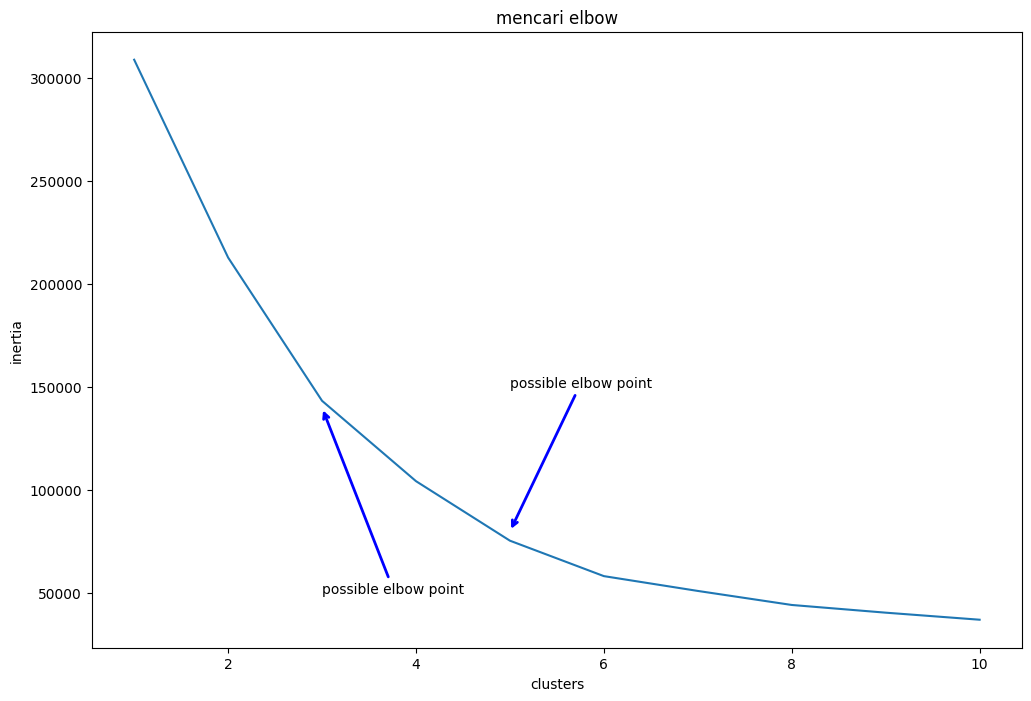 mencari elbow
300000
250000
200000
150000
100000
50000
inertia
possible elbow point
possible elbow point
2
4
6
8
10
clusters